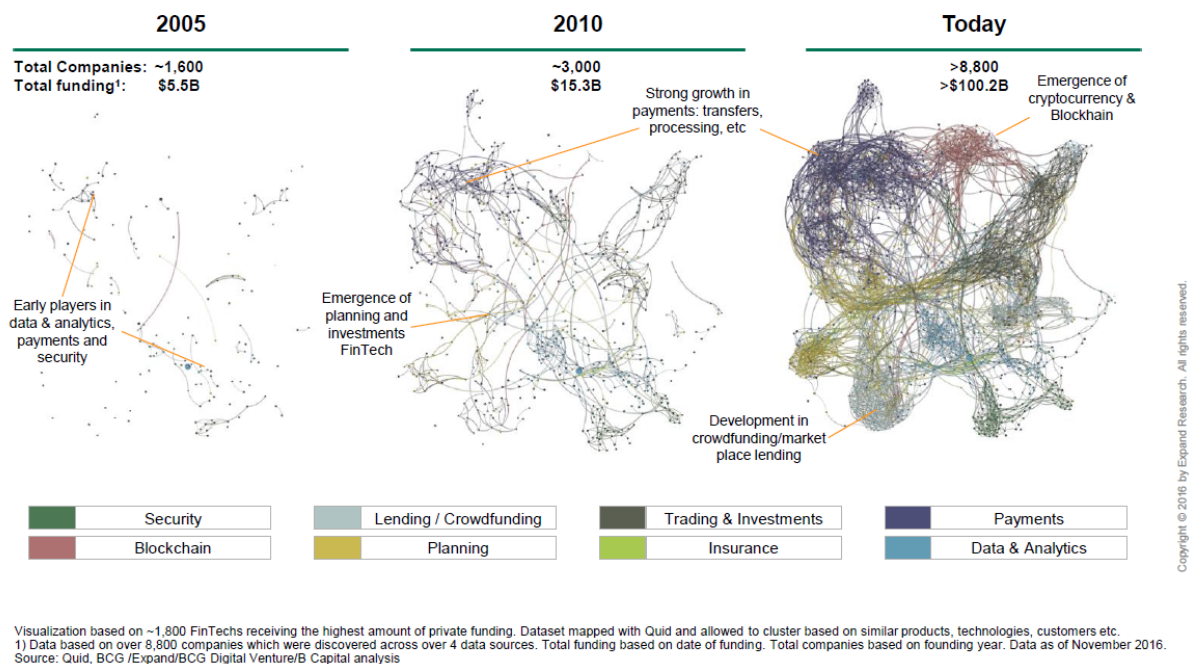 2005
2010
Today
Total Companies: ~1,600
~3,000
>8,800
Total funding¹: $5.5B
$15.3B
>$100.2B
Strong growth in
payments: transfers,
processing, etc
Emergence of
cryptocurrency &
Blockhain
Early players in
data & analytics,
payments and
security
Emergence of
planning and
investments
FinTech
Development in
crowdfunding/market
place lending
Security
Lending / Crowdfunding
Trading & Investments
Payments
Blockchain
Planning
Insurance
Data & Analytics
Visualization based on ~1,800 FinTechs receiving the highest amount of private funding. Dataset mapped with Quid and allowed to cluster based on similar products, technologies, customers etc.
1) Data based on over 8,800 companies which were discovered across over 4 data sources. Total funding based on date of funding. Total companies based on founding year. Data as of November 2016.
Source: Quid, BCG /Expand/BCG Digital Venture/B Capital analysis
Copyright © 2016 by Expand Research. All rights reserved.